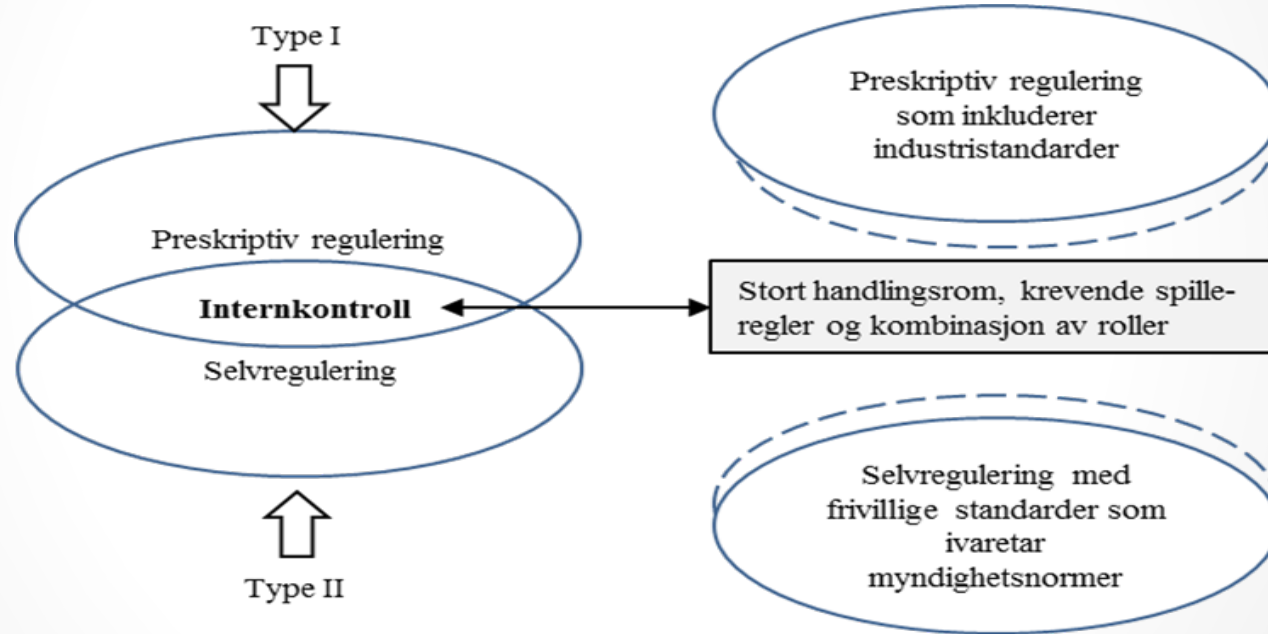 Type I
Preskriptiv regulering
Internkontroll
Selvregulering
Type II
Preskriptiv regulering
som inkluderer
industristandarder
Stort handlingsrom, krevende spille-
regler og kombinasjon av roller
Selvregulering med
frivillige standarder som
ivaretar
myndighetsnormer